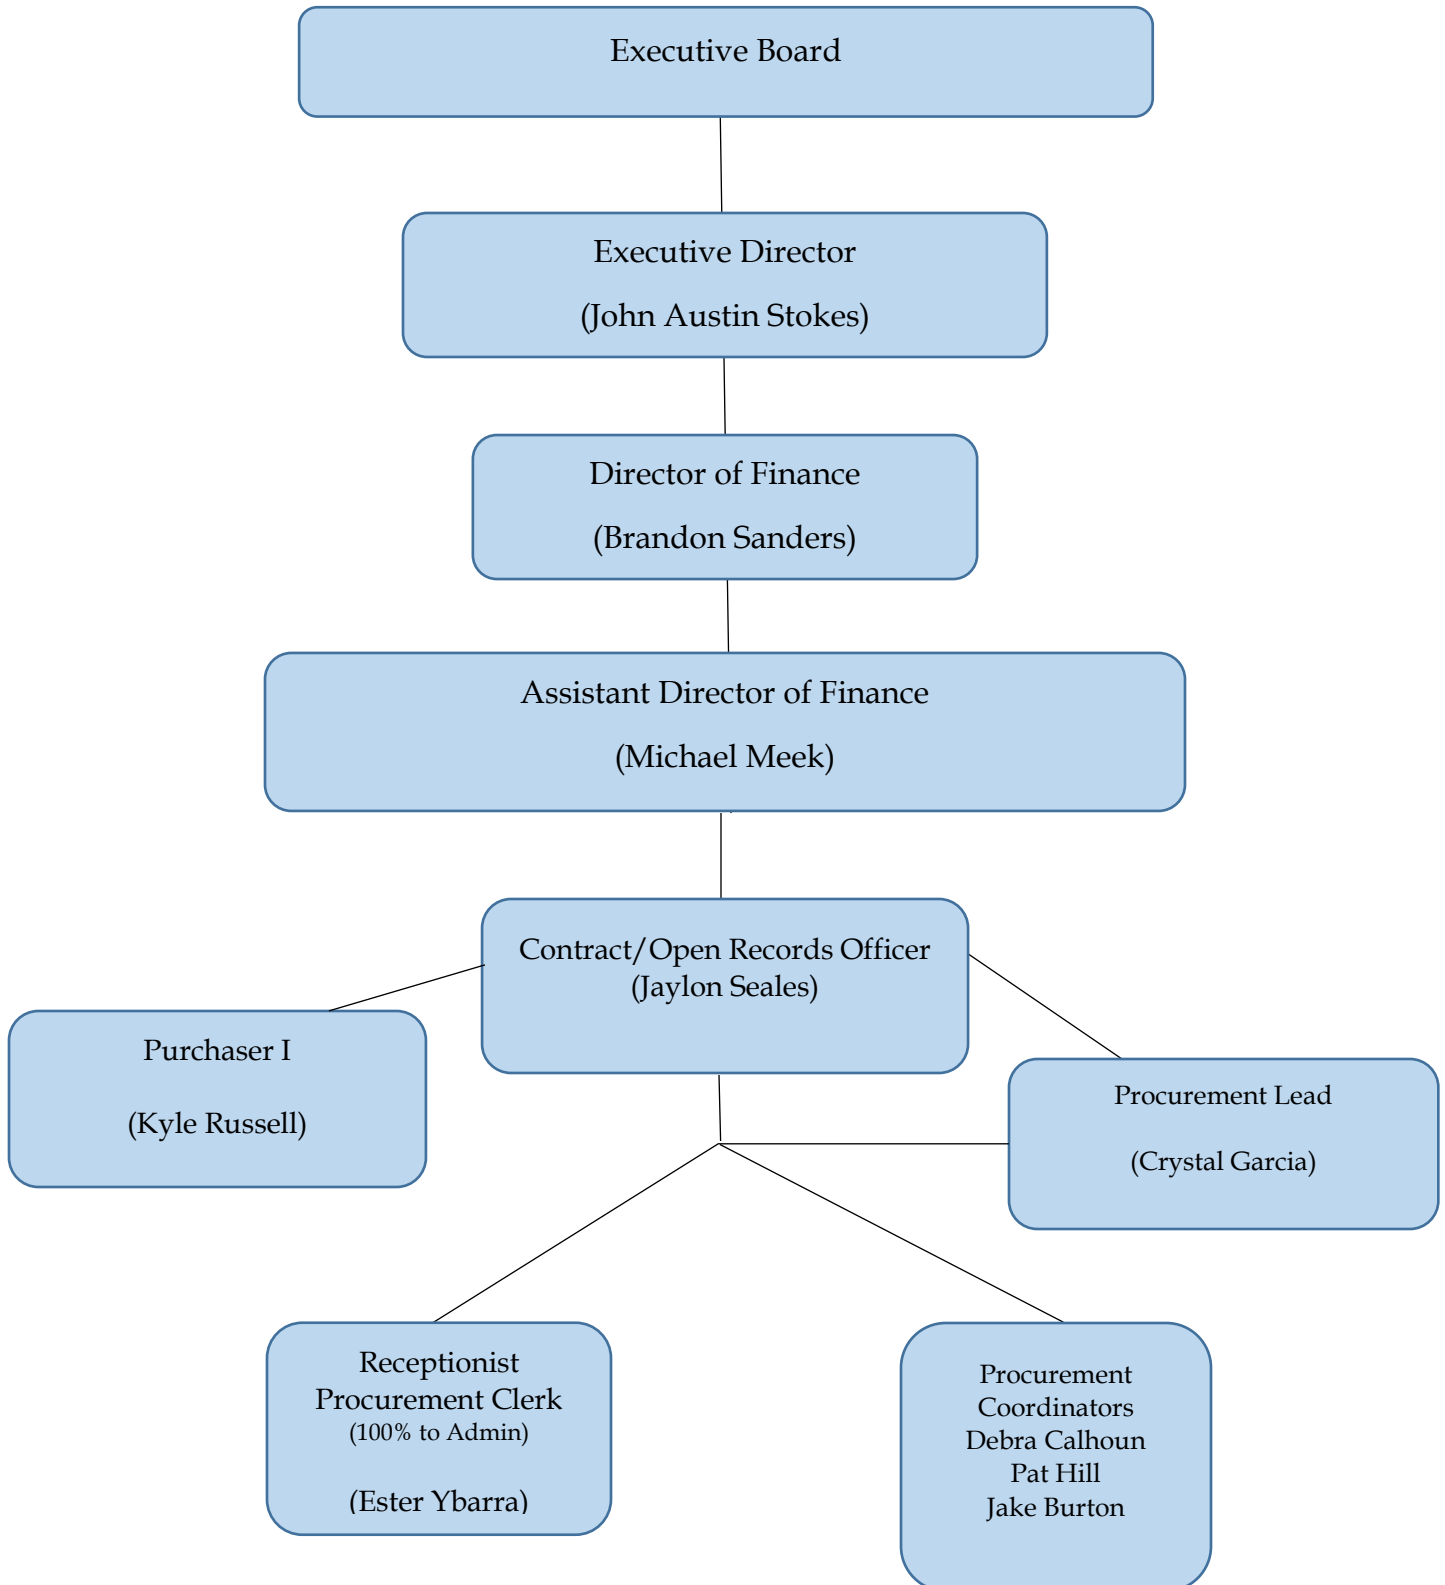 Executive Board
Executive Director
(John Austin Stokes)
Director of Finance
(Brandon Sanders)
Assistant Director of Finance
(Michael Meek)
Contract/Open Records Officer
(Jaylon Seales)
Purchaser I
(Kyle Russell)
Procurement Lead
(Crystal Garcia)
Receptionist
Procurement Clerk
(100% to Admin)
(Ester Ybarra)
Procurement
Coordinators
Debra Calhoun
Pat Hill
Jake Burton